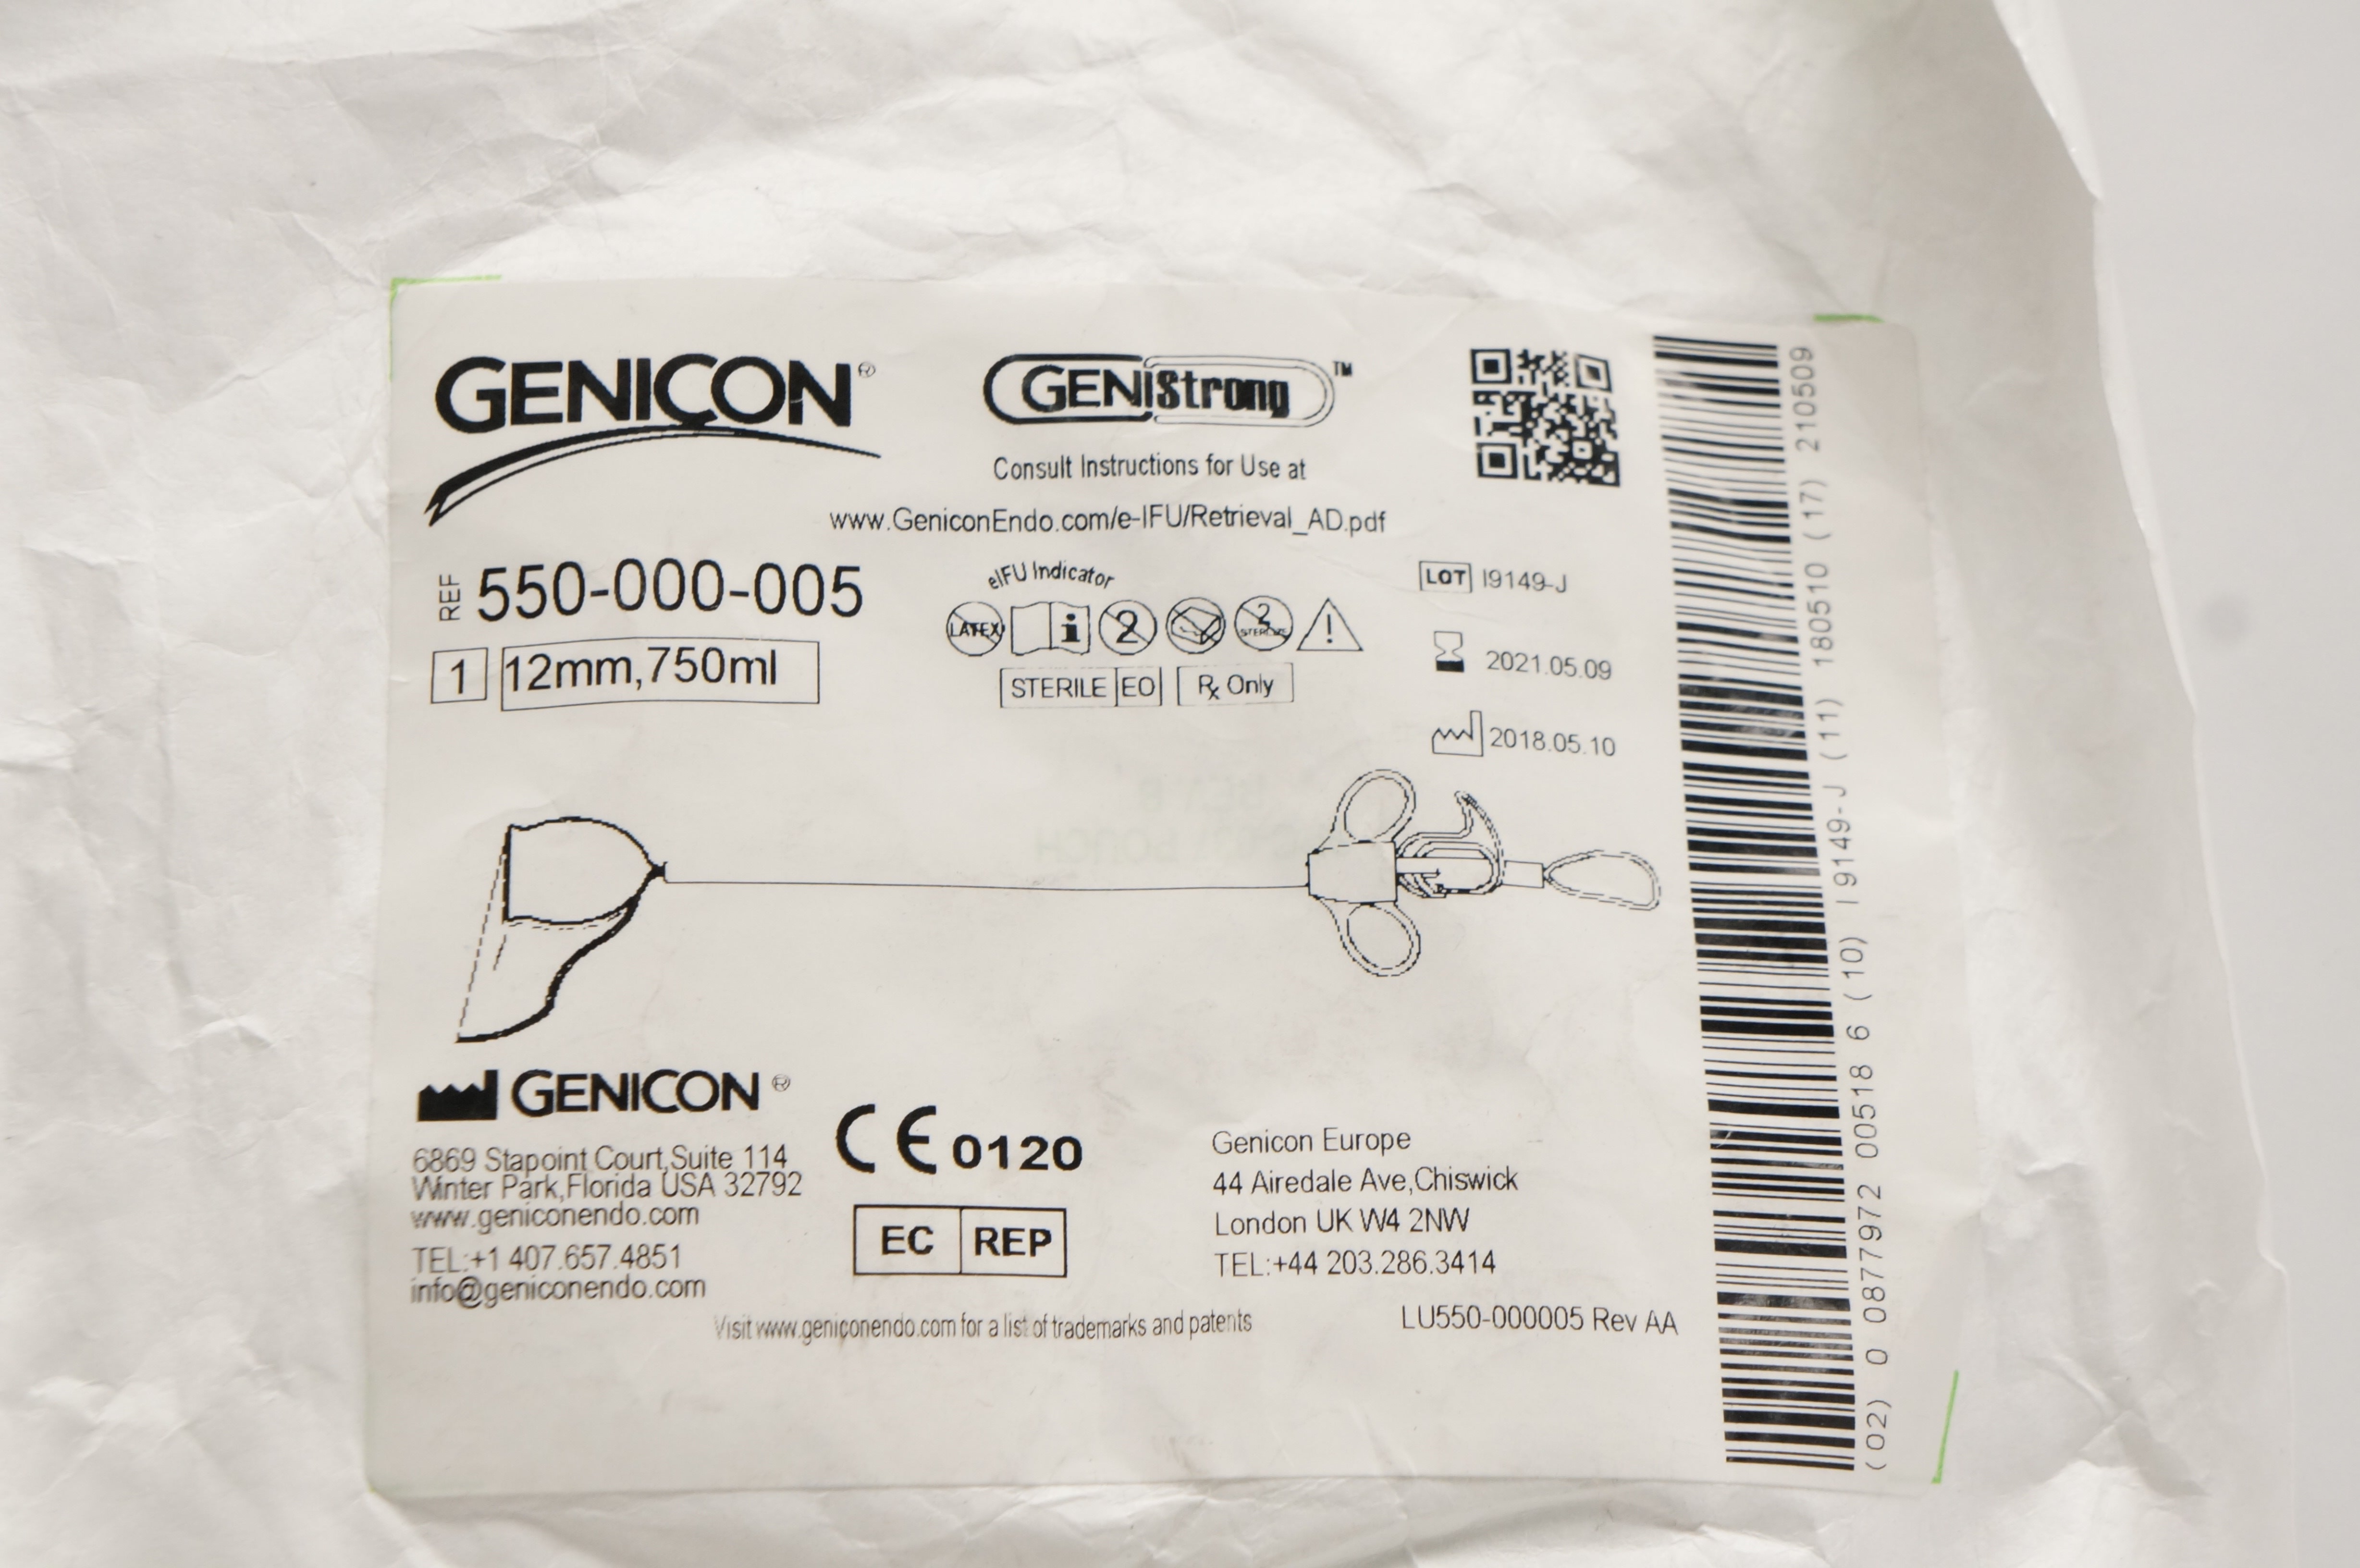 GENICON®
GENiStrong™
Consult Instructions for Use at
www.GeniconEndo.com/e-IFU/Retrieval_AD.pdf
REF 550-000-005
1 12mm,750ml
eIFU Indicator
LATEX i 2 2 STERILIZE !
STERILE EO Rx Only
LOT I9149-J
2021.05.09
2018.05.10
GENICON®
6869 Stapoint Court,Suite 114
Winter Park,Florida USA 32792
www.geniconendo.com
TEL:+1 407.657.4851
info@geniconendo.com
CE 0120
EC REP
Genicon Europe
44 Airedale Ave,Chiswick
London UK W4 2NW
TEL:+44 203.286.3414
Visit www.geniconendo.com for a list of trademarks and patents
LU550-000005 Rev AA
(02) 0 0877972 00518 6 (10) I9149-J (11) 180510 (17) 210509